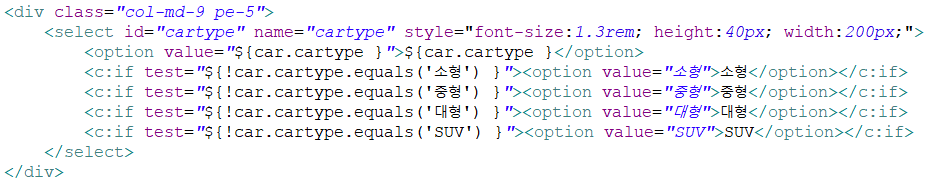 <div class="col-md-9 pe-5">
<select id="cartype" name="cartype" style="font-size:1.3rem; height:40px; width:200px;">
<option value="${car.cartype }">${car.cartype }</option>
<c:if test="${!car.cartype.equals('소형') }"><option value="소형">소형</option></c:if>
<c:if test="${!car.cartype.equals('중형') }"><option value="중형">중형</option></c:if>
<c:if test="${!car.cartype.equals('대형') }"><option value="대형">대형</option></c:if>
<c:if test="${!car.cartype.equals('SUV') }"><option value="SUV">SUV</option></c:if>
</select>
</div>